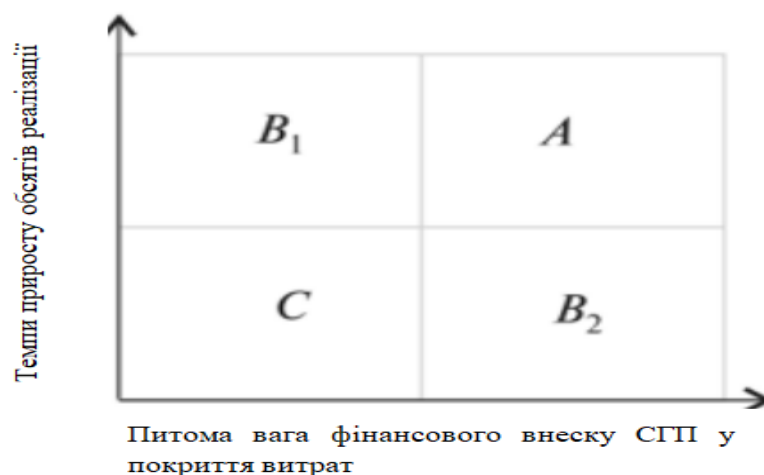 Темпи приросту обсягів реалізації
B₁
A
C
B₂
Питома вага фінансового внеску СГП у
покриття витрат